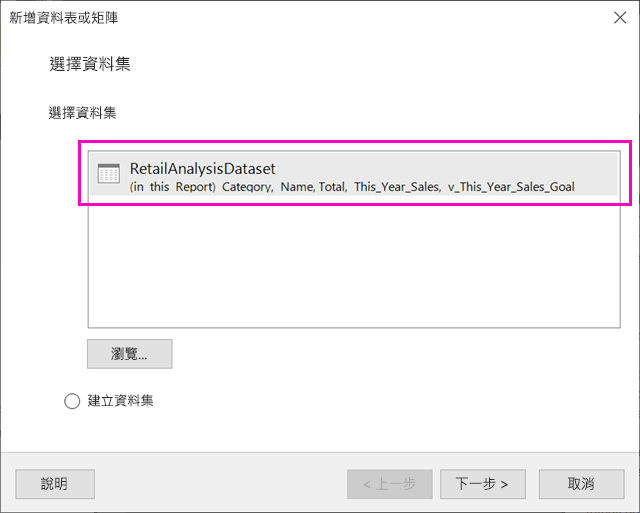 新增資料表或矩陣
選擇資料集
選擇資料集
RetailAnalysisDataset
(in this Report) Category, Name, Total, This_Year_Sales, v_This_Year_Sales_Goal
瀏覽...
建立資料集
說明
< 上一步
下一步 >
取消